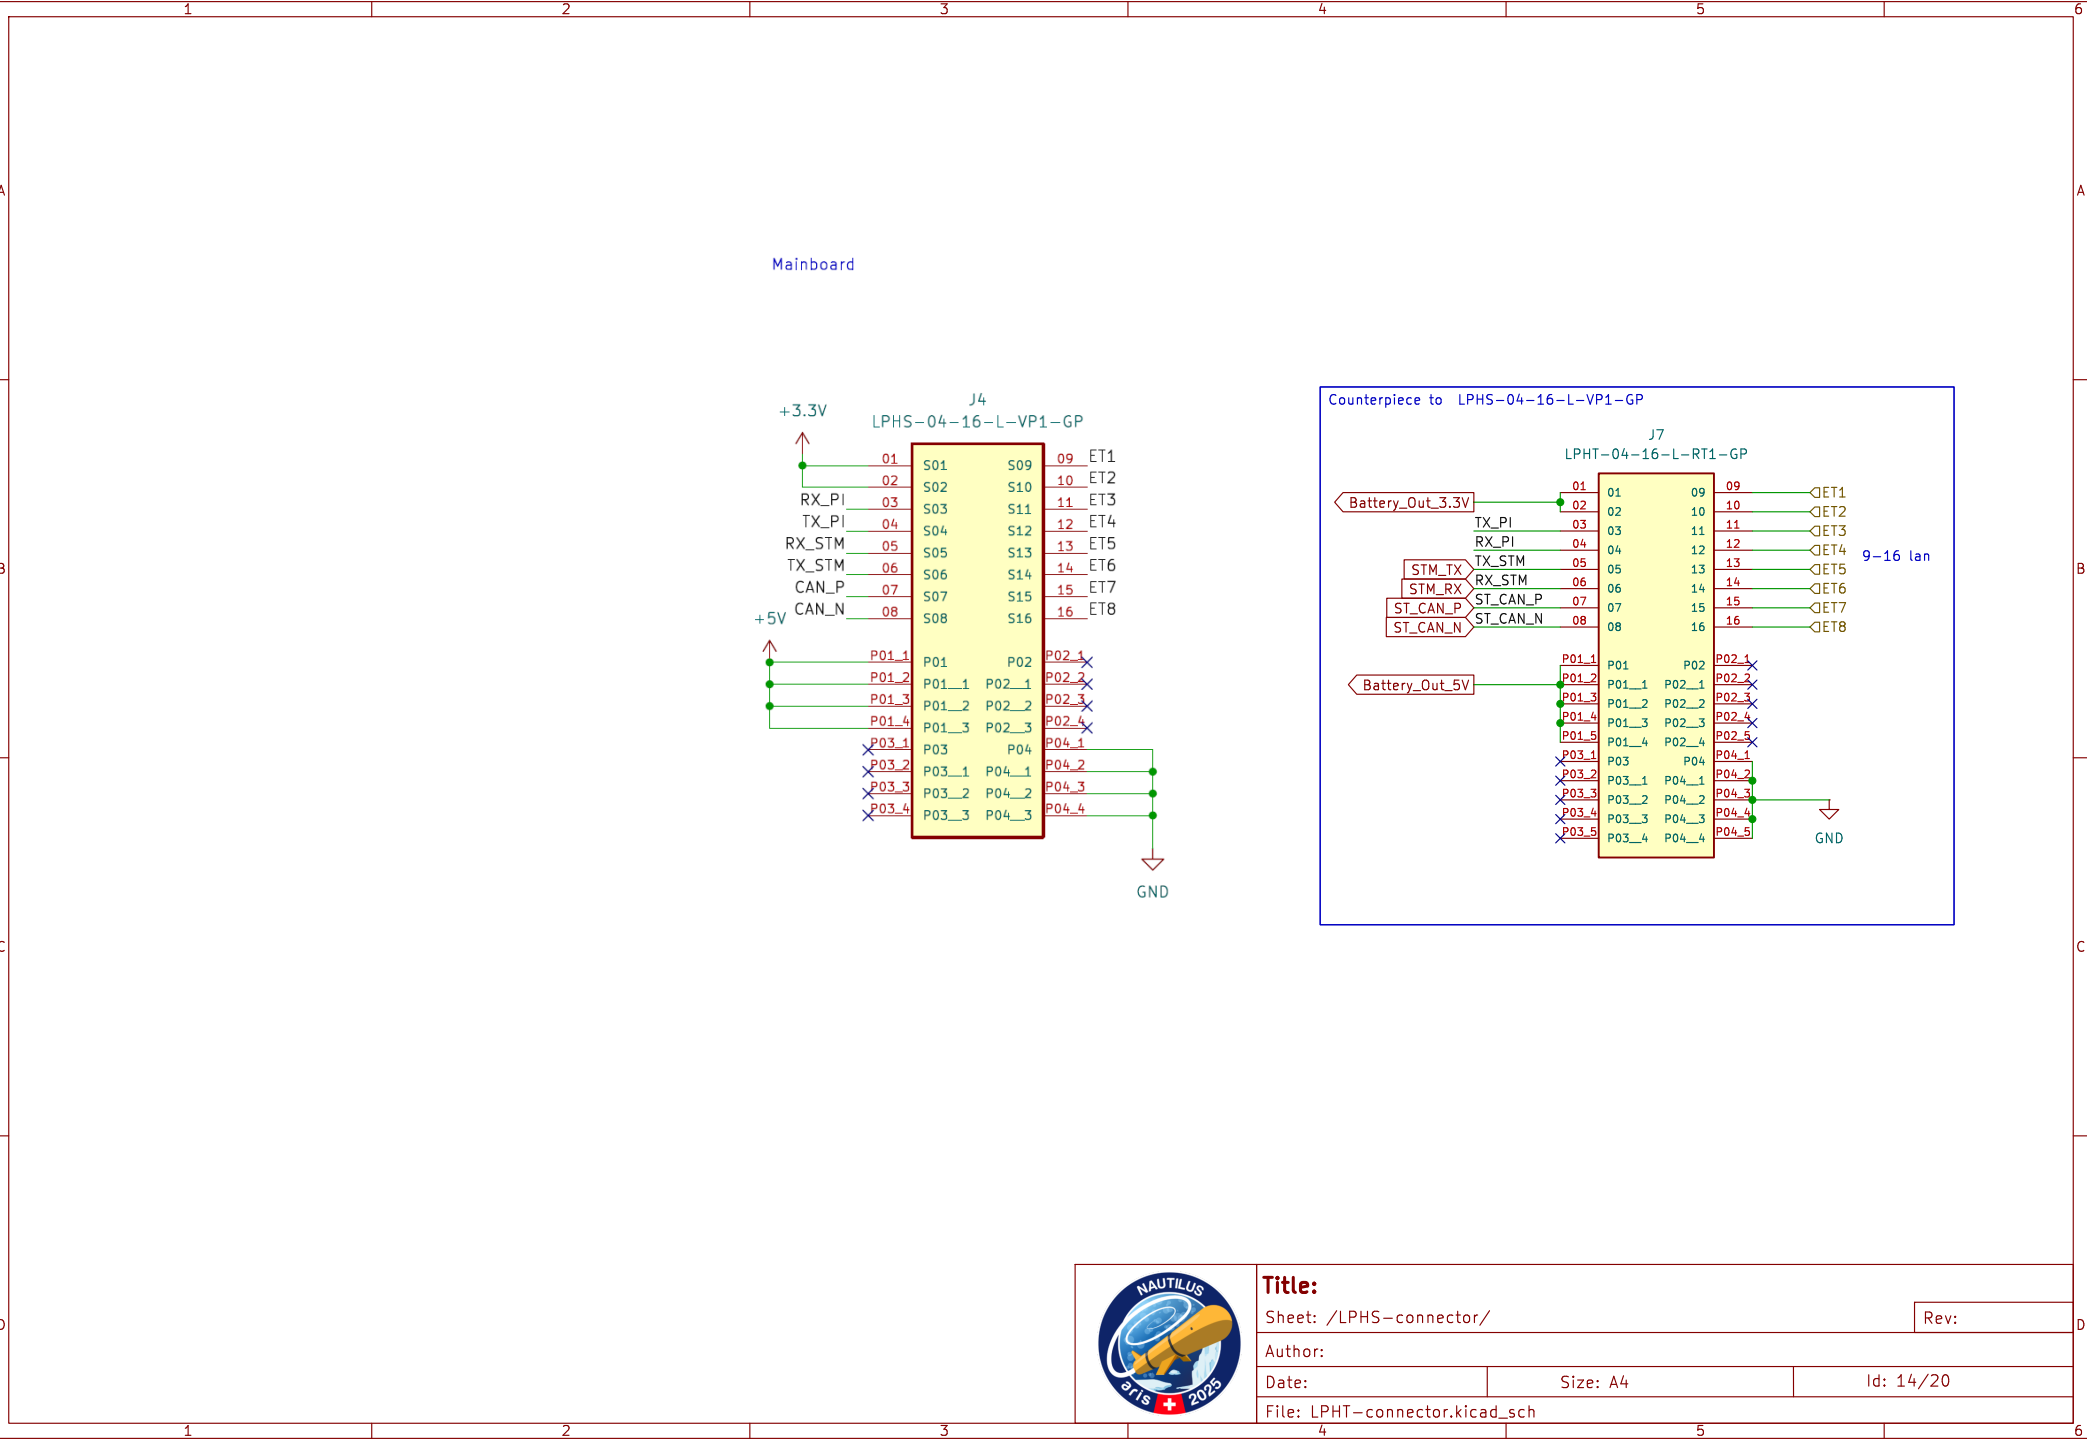 1 2 3 4 5 6
A A
Mainboard
+3.3V
J4
LPHS-04-16-L-VP1-GP
01 S01 S09 09 ET1
02 S02 S10 10 ET2
RX_PI 03 S03 S11 11 ET3
TX_PI 04 S04 S12 12 ET4
RX_STM 05 S05 S13 13 ET5
TX_STM 06 S06 S14 14 ET6
CAN_P 07 S07 S15 15 ET7
CAN_N 08 S08 S16 16 ET8
+5V
P01_1 P01 P02 P02_1
P01_2 P01__1 P02__1 P02_2
P01_3 P01__2 P02__2 P02_3
P01_4 P01__3 P02__3 P02_4
P03_1 P03 P04 P04_1
P03_2 P03__1 P04__1 P04_2
P03_3 P03__2 P04__2 P04_3
P03_4 P03__3 P04__3 P04_4
GND
Counterpiece to LPHS-04-16-L-VP1-GP
J7
LPHT-04-16-L-RT1-GP
Battery_Out_3.3V
01 01 09 09 ET1
02 02 10 10 ET2
TX_PI 03 03 11 11 ET3
RX_PI 04 04 12 12 ET4
9-16 lan
STM_TX TX_STM 05 05 13 13 ET5
STM_RX RX_STM 06 06 14 14 ET6
ST_CAN_P ST_CAN_P 07 07 15 15 ET7
ST_CAN_N ST_CAN_N 08 08 16 16 ET8
P01_1 P01 P02 P02_1
Battery_Out_5V P01_2 P01__1 P02__1 P02_2
P01_3 P01__2 P02__2 P02_3
P01_4 P01__3 P02__3 P02_4
P01_5 P01__4 P02__4 P02_5
P03_1 P03 P04 P04_1
P03_2 P03__1 P04__1 P04_2
P03_3 P03__2 P04__2 P04_3
P03_4 P03__3 P04__3 P04_4
P03_5 P03__4 P04__4 P04_5
GND
B B
C C
D D
NAUTILUS
aris 2025
Title:
Sheet: /LPHS-connector/
Rev:
Author:
Date:
Size: A4
Id: 14/20
File: LPHT-connector.kicad_sch
1 2 3 4 5 6